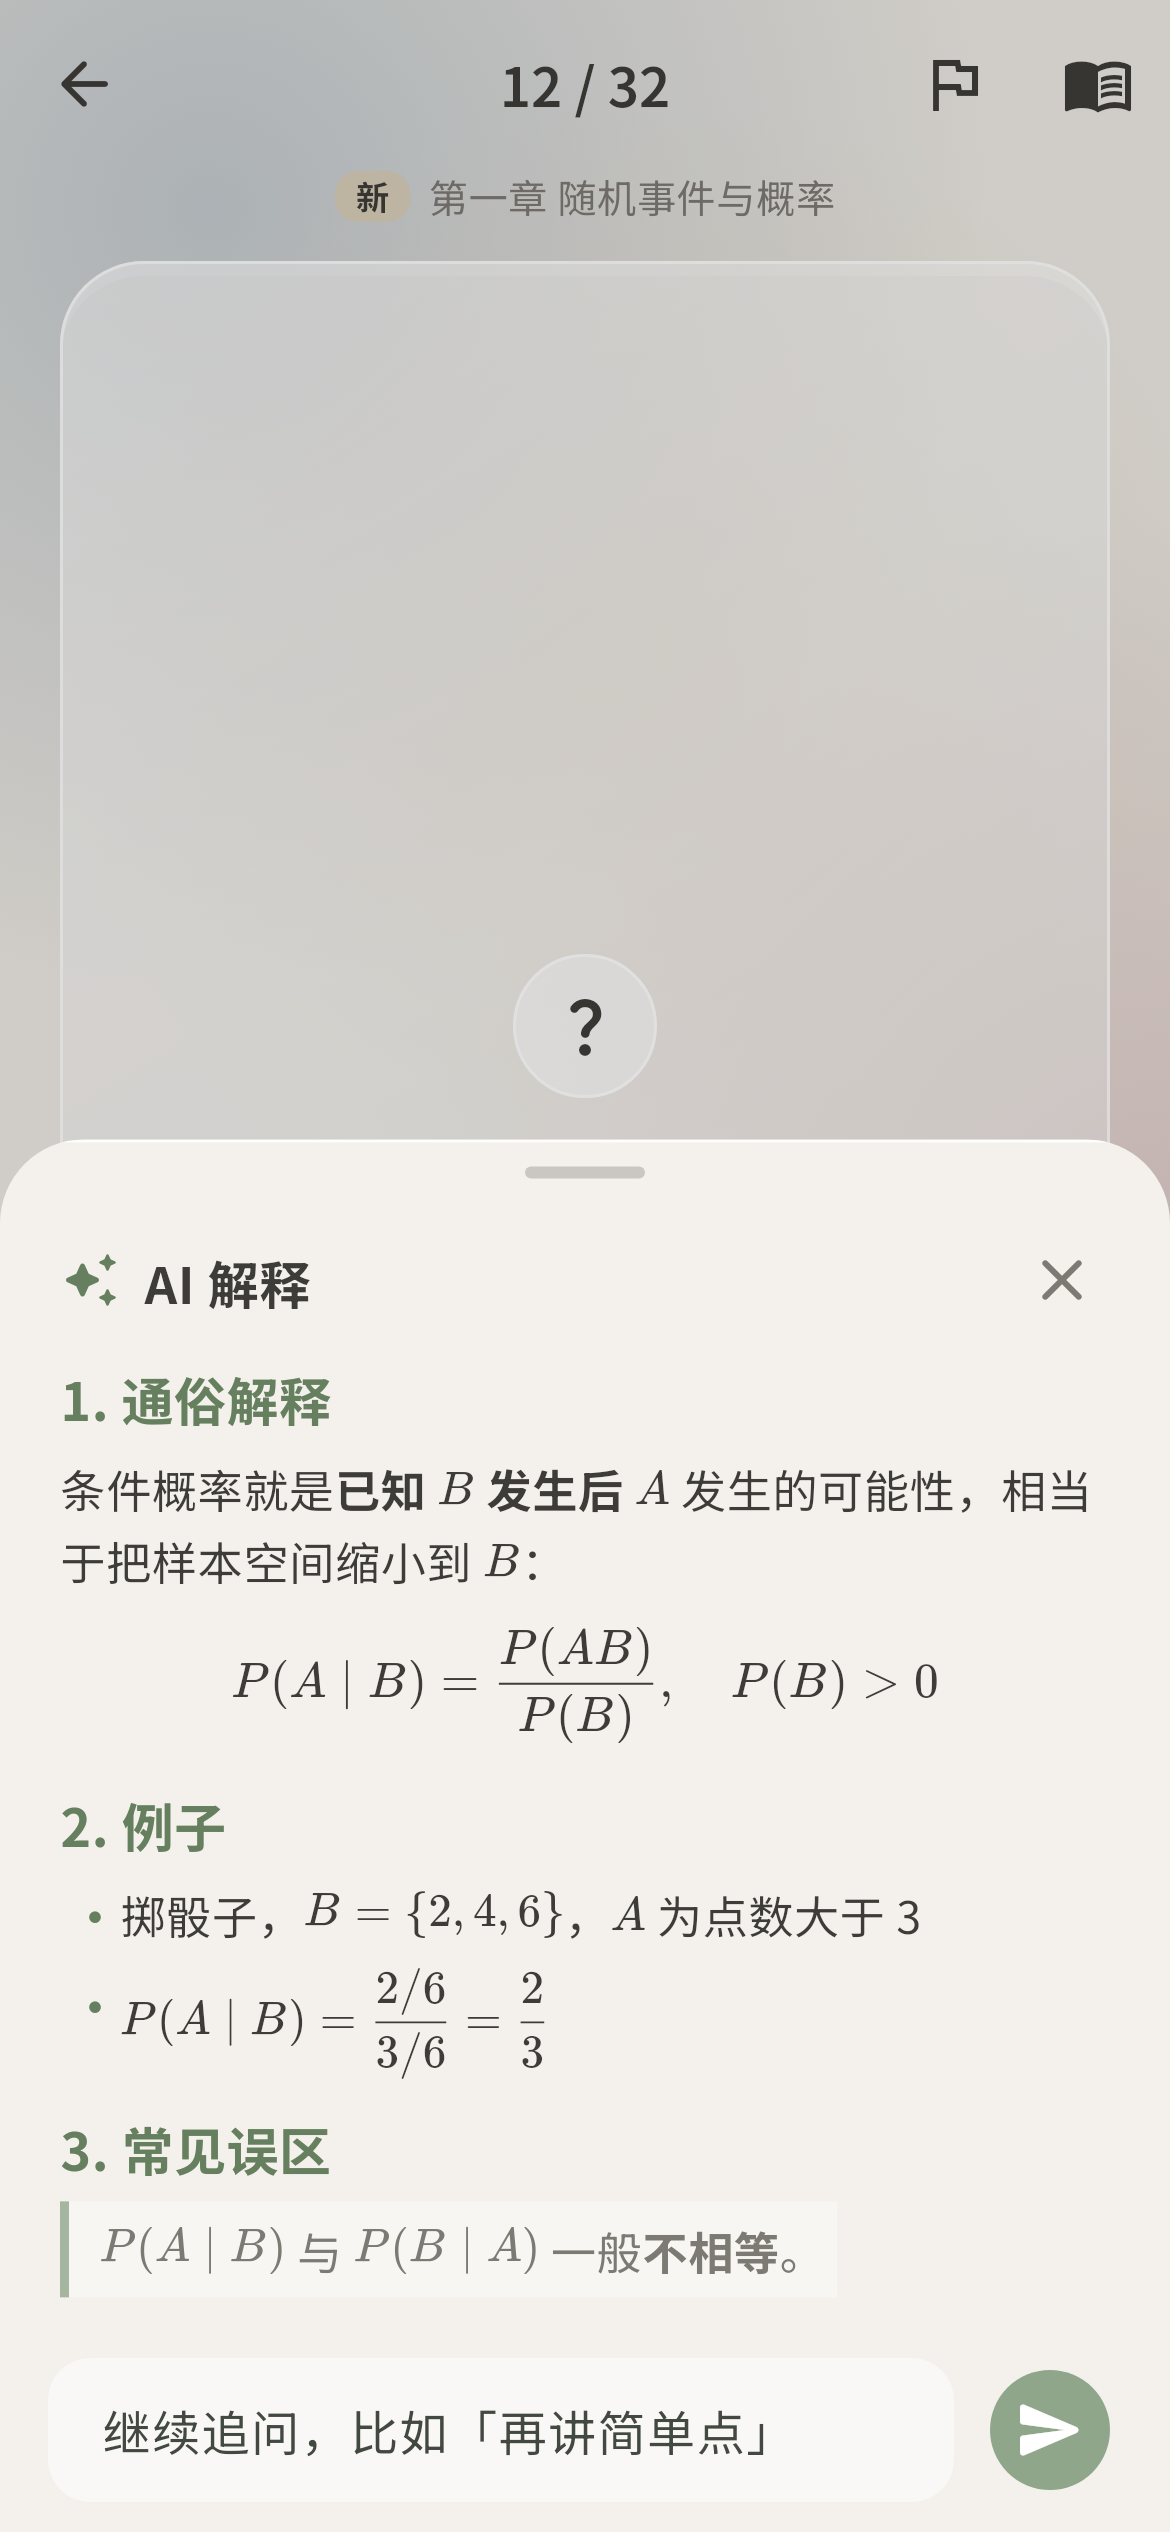 12 / 32
新 第一章 随机事件与概率
?
AI 解释
1. 通俗解释
条件概率就是已知 B 发生后 A 发生的可能性，相当
于把样本空间缩小到 B：
P(A | B) = P(AB) / P(B), P(B) > 0
2. 例子
• 掷骰子，B = {2, 4, 6}，A 为点数大于 3
• P(A | B) = (2/6) / (3/6) = 2/3
3. 常见误区
P(A | B) 与 P(B | A) 一般不相等。
继续追问，比如「再讲简单点」